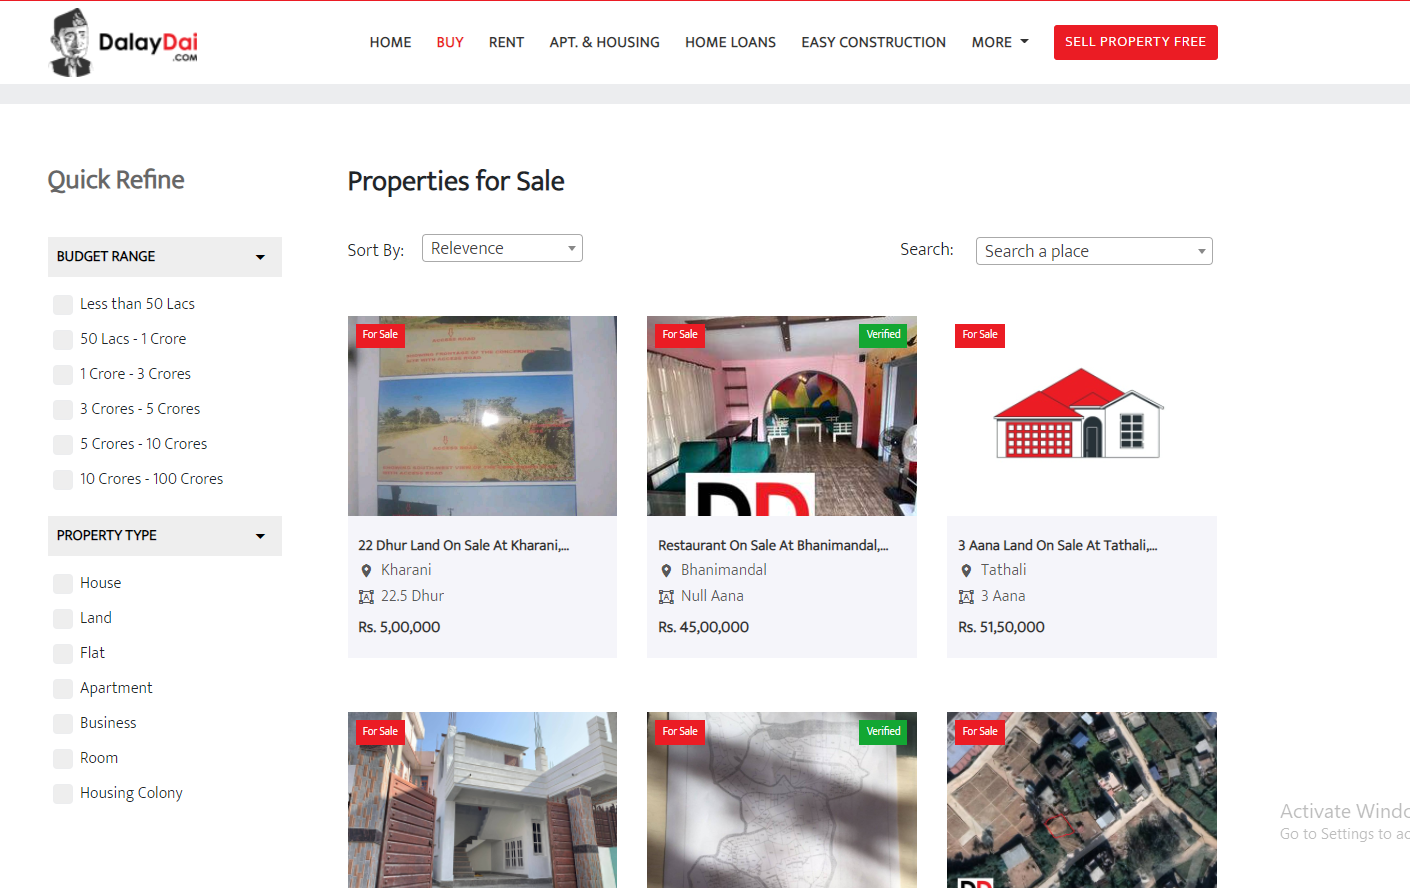 DalayDai
.COM
HOME
BUY
RENT
APT. & HOUSING
HOME LOANS
EASY CONSTRUCTION
MORE
SELL PROPERTY FREE
Quick Refine
BUDGET RANGE
Less than 50 Lacs
50 Lacs - 1 Crore
1 Crore - 3 Crores
3 Crores - 5 Crores
5 Crores - 10 Crores
10 Crores - 100 Crores
PROPERTY TYPE
House
Land
Flat
Apartment
Business
Room
Housing Colony
Properties for Sale
Sort By: Relevence
Search: Search a place
For Sale
ACCESS ROAD
ACCESS ROAD
22 Dhur Land On Sale At Kharani,...
Kharani
22.5 Dhur
Rs. 5,00,000
For Sale
Verified
DD
Restaurant On Sale At Bhanimandal,...
Bhanimandal
Null Aana
Rs. 45,00,000
For Sale
3 Aana Land On Sale At Tathali,...
Tathali
3 Aana
Rs. 51,50,000
For Sale
For Sale
Verified
For Sale
DD
Activate Windo
Go to Settings to ac